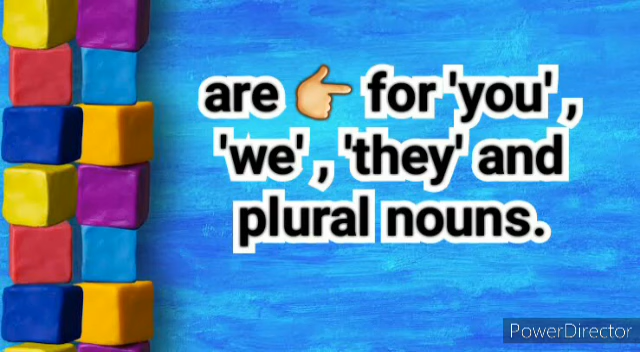 are 👉 for 'you' ,
'we' , 'they' and
plural nouns.
PowerDirector